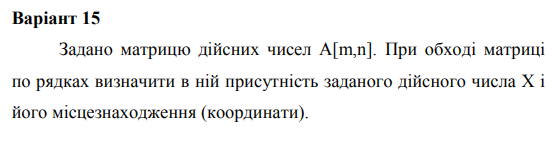 Варіант 15
Задано матрицю дійсних чисел A[m,n]. При обході матриці
по рядках визначити в ній присутність заданого дійсного числа X і
його місцезнаходження (координати).